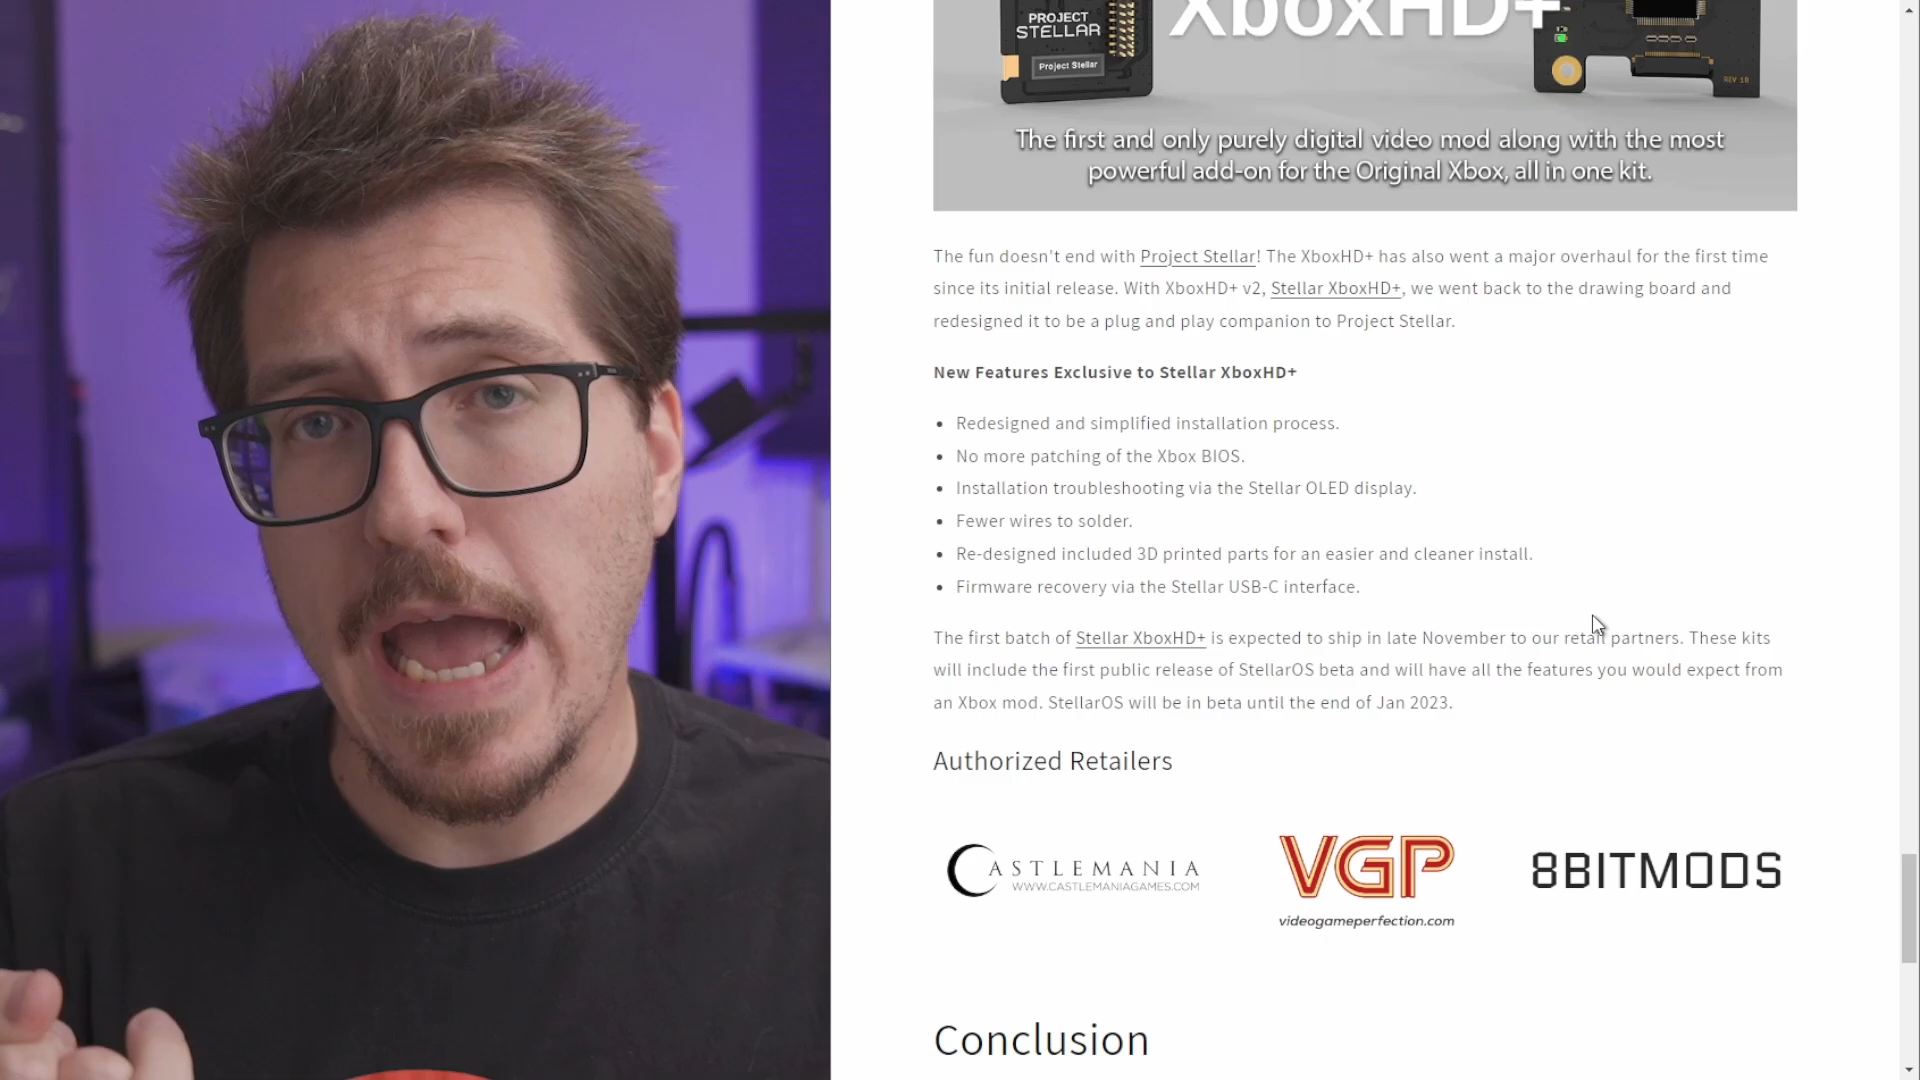 PROJECT
STELLAR
Project Stellar
XboxHD+
REV 1B
The first and only purely digital video mod along with the most
powerful add-on for the Original Xbox, all in one kit.
The fun doesn't end with Project Stellar! The XboxHD+ has also went a major overhaul for the first time
since its initial release. With XboxHD+ v2, Stellar XboxHD+, we went back to the drawing board and
redesigned it to be a plug and play companion to Project Stellar.
New Features Exclusive to Stellar XboxHD+
• Redesigned and simplified installation process.
• No more patching of the Xbox BIOS.
• Installation troubleshooting via the Stellar OLED display.
• Fewer wires to solder.
• Re-designed included 3D printed parts for an easier and cleaner install.
• Firmware recovery via the Stellar USB-C interface.
The first batch of Stellar XboxHD+ is expected to ship in late November to our retail partners. These kits
will include the first public release of StellarOS beta and will have all the features you would expect from
an Xbox mod. StellarOS will be in beta until the end of Jan 2023.
Authorized Retailers
CASTLEMANIA
WWW.CASTLEMANIAGAMES.COM
VGP
videogameperfection.com
8BITMODS
Conclusion